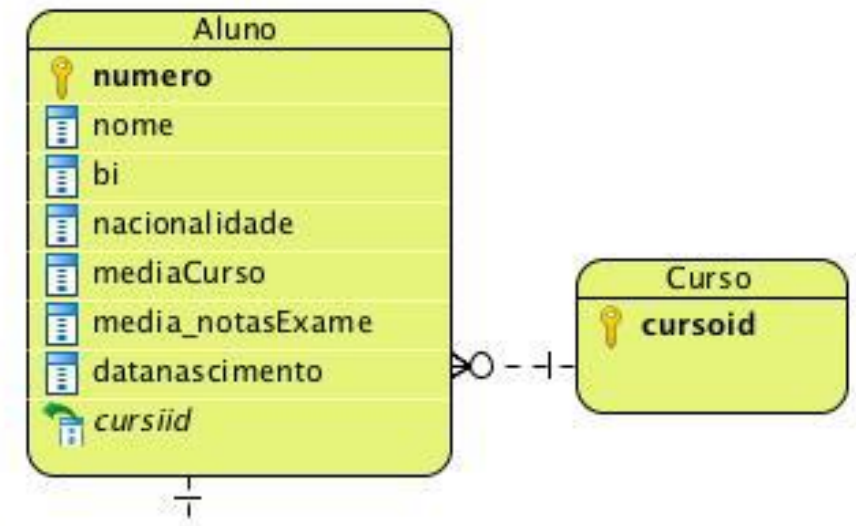 Aluno
numero
nome
bi
nacionalidade
mediaCurso
media_notasExame
datanascimento
cursiid
Curso
cursoid